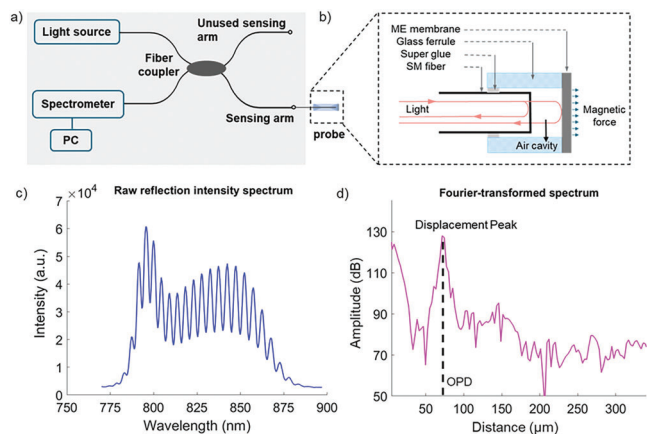 a)
Light source
Unused sensing
arm
Fiber
coupler
Spectrometer
PC
Sensing arm
probe
b)
ME membrane
Glass ferrule
Super glue
SM fiber
Light
Magnetic
force
Air cavity
c)
Raw reflection intensity spectrum
×10⁴
7
6
5
4
3
2
1
0
Intensity (a.u.)
750 775 800 825 850 875 900
Wavelength (nm)
d)
Fourier-transformed spectrum
Displacement Peak
130
110
90
70
50
Amplitude (dB)
OPD
50 100 150 200 250 300
Distance (µm)